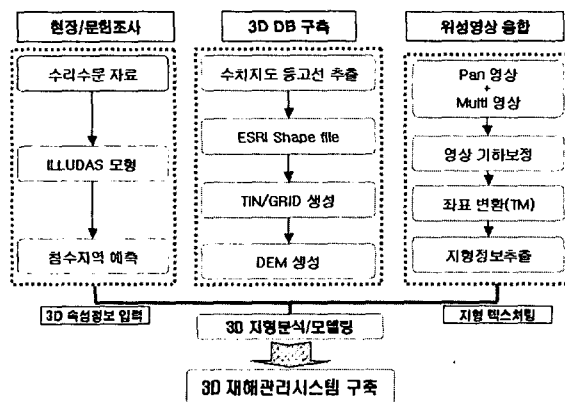 현장/문헌조사
수리수문 자료
ILLUDAS 모형
침수지역 예측
3D DB 구축
수치지도 등고선 추출
ESRI Shape file
TIN/GRID 생성
DEM 생성
위성영상 융합
Pan 영상
+
Multi 영상
영상 기하보정
좌표 변환(TM)
지형정보추출
3D 속성정보 입력
지형 텍스처링
3D 지형분석/모델링
3D 재해관리시스템 구축